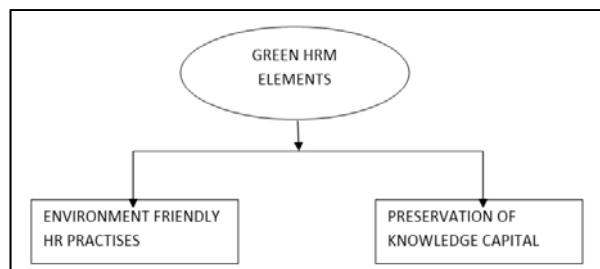 GREEN HRM
ELEMENTS
ENVIRONMENT FRIENDLY
HR PRACTISES
PRESERVATION OF
KNOWLEDGE CAPITAL